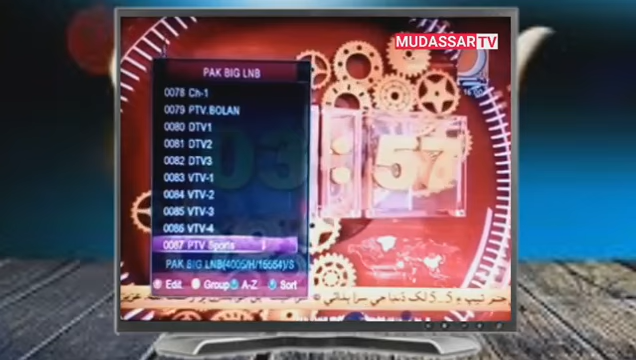 MUDASSAR TV
PAK BIG LNB
0078 Ch-1
0079 PTV.BOLAN
0080 DTV1
0081 DTV2
0082 DTV3
0083 VTV-1
0084 VTV-2
0085 VTV-3
0086 VTV-4
0087 PTV Sports
03:57
PAK BIG LNB(4005/H/15554)/S
Edit Group A-Z Sort